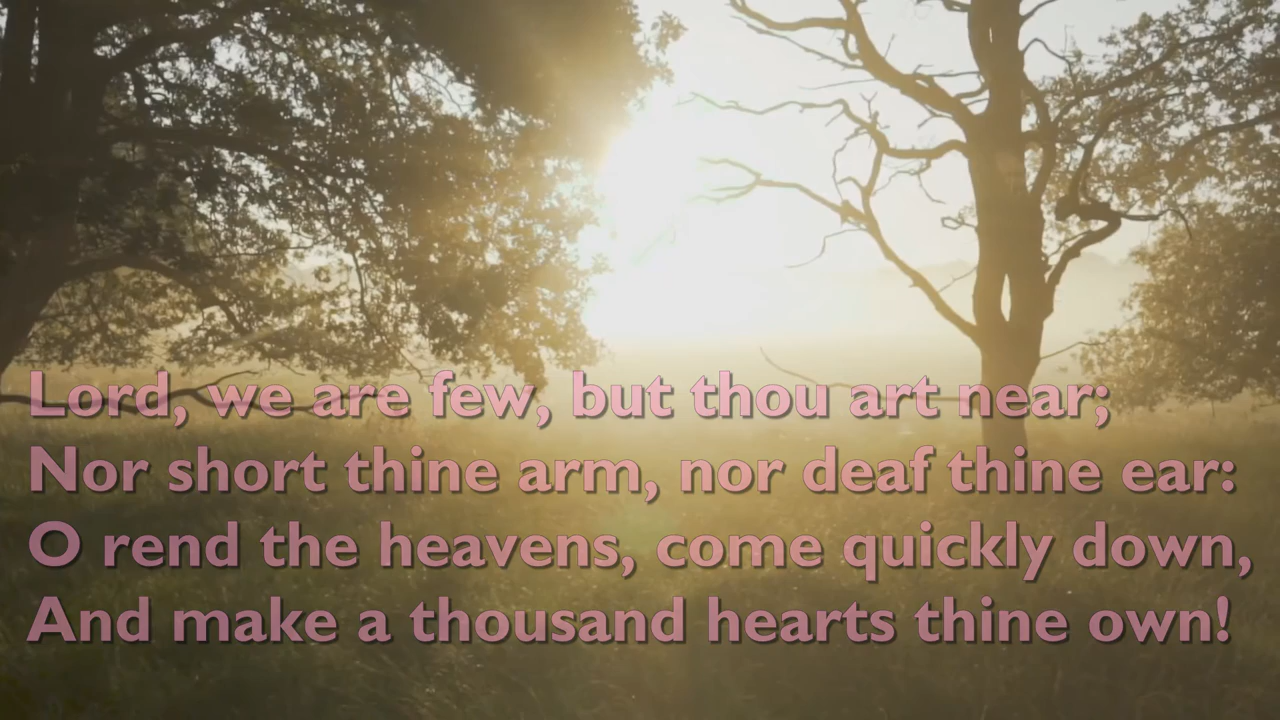 Lord, we are few, but thou art near;
Nor short thine arm, nor deaf thine ear:
O rend the heavens, come quickly down,
And make a thousand hearts thine own!